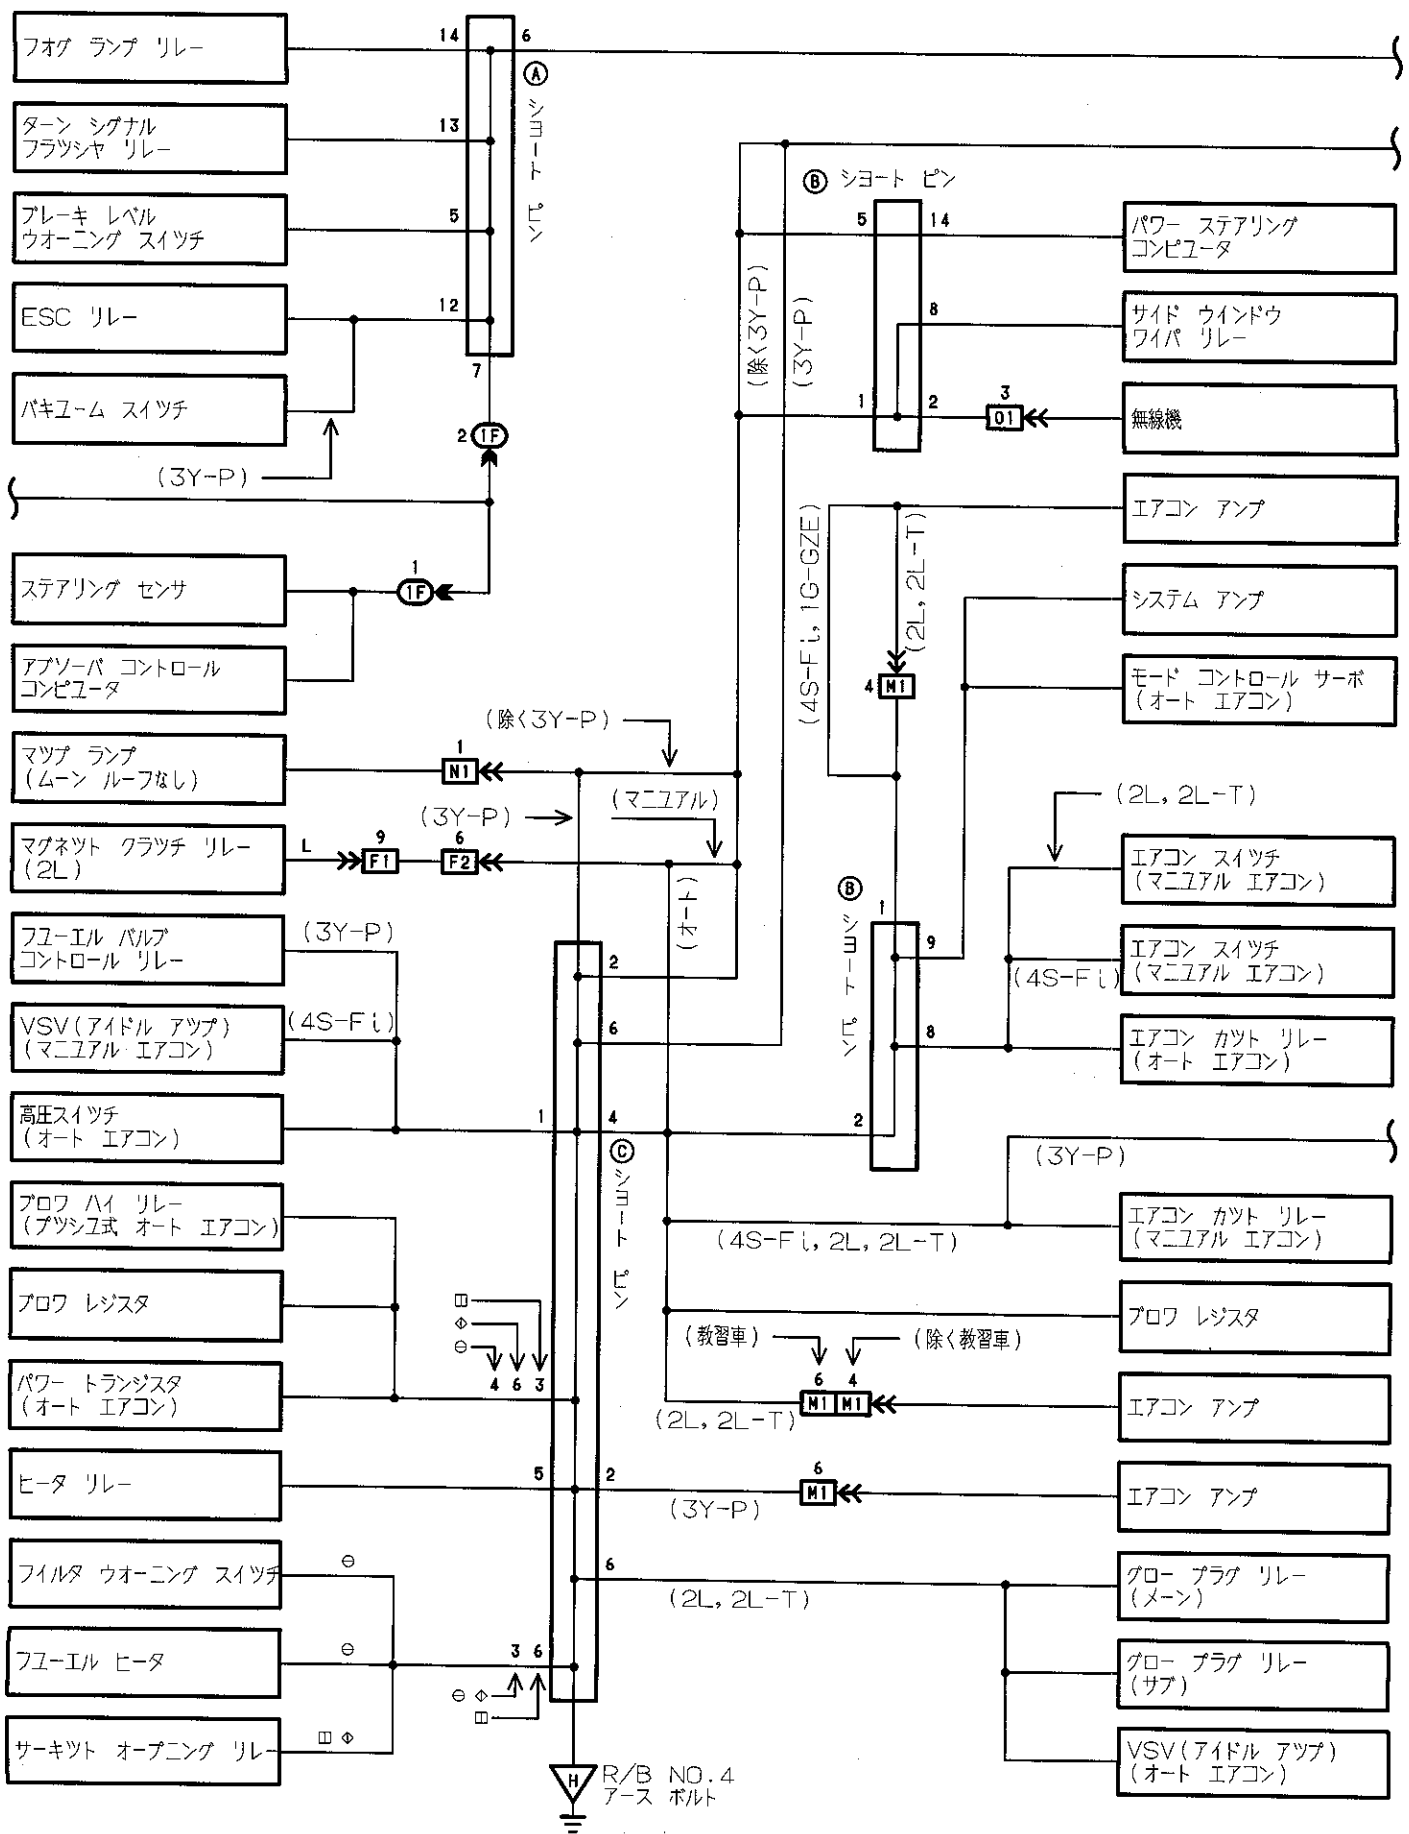 フオグ ランプ リレー
14
6
Ⓐ ショート ピン
ターン シグナル
フラツシヤ リレー
13
ブレーキ レベル
ウオーニング スイツチ
5
ESC リレー
12
7
バキユーム スイツチ
(3Y-P)
2
1F
ステアリング センサ
1
1F
アブソーバ コントロール
コンピユータ
(除く3Y-P)
(3Y-P)
Ⓑ シヨート ピン
5
14
パワー ステアリング
コンピユータ
8
サイド ウインドウ
ワイパ リレー
1
2
3
01
無線機
エアコン アンプ
(4S-Fi, 1G-GZE)
(2L, 2L-T)
システム アンプ
4
M1
モード コントロール サーボ
(オート エアコン)
マツプ ランプ
(ムーン ルーフなし)
1
N1
(除く3Y-P)
(3Y-P)
(マニユアル)
(2L, 2L-T)
マグネツト クラツチ リレー
(2L)
L
9
F1
6
F2
(オート)
エアコン スイツチ
(マニユアル エアコン)
Ⓑ シヨート ピン
1
9
フユーエル バルブ
コントロール リレー
(3Y-P)
2
(4S-Fi)
エアコン スイツチ
(マニユアル エアコン)
VSV(アイドル アツプ)
(マニユアル エアコン)
(4S-Fi)
6
8
エアコン カツト リレー
(オート エアコン)
高圧スイツチ
(オート エアコン)
1
4
2
Ⓒ シヨート ピン
(3Y-P)
ブロワ ハイ リレー
(プツシユ式 オート エアコン)
(4S-Fi, 2L, 2L-T)
エアコン カツト リレー
(マニユアル エアコン)
ブロワ レジスタ
ブロワ レジスタ
(教習車)
(除く教習車)
パワー トランジスタ
(オート エアコン)
4 6 3
6 4
M1 M1
(2L, 2L-T)
エアコン アンプ
ヒータ リレー
5
2
(3Y-P)
6
M1
エアコン アンプ
フイルタ ウオーニング スイツチ
6
(2L, 2L-T)
グロー プラグ リレー
(メーン)
フユーエル ヒータ
3 6
グロー プラグ リレー
(サブ)
サーキツト オープニング リレー
VSV(アイドル アツプ)
(オート エアコン)
H
R/B NO.4
アース ボルト